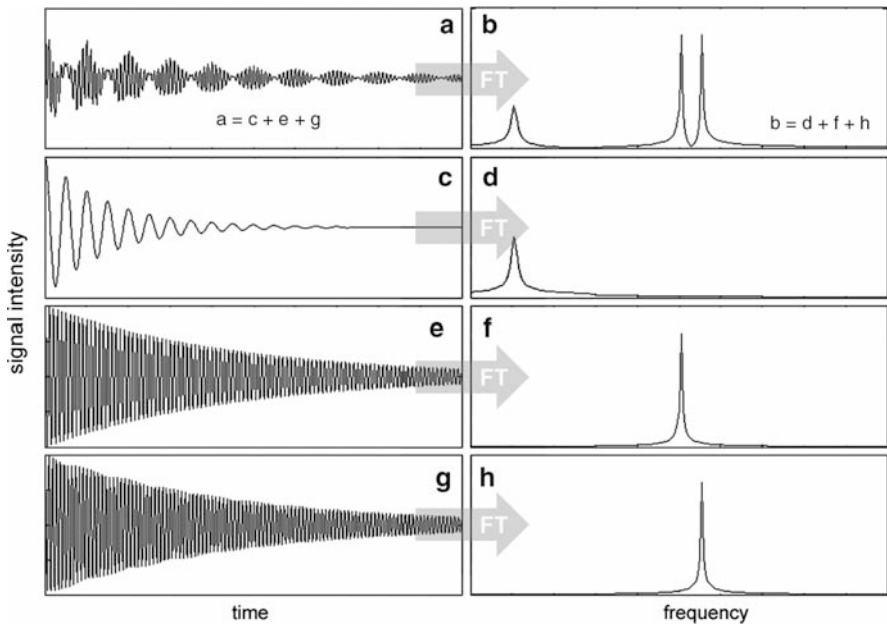 a
b
FT
a = c + e + g
b = d + f + h
c
d
FT
e
f
FT
g
h
FT
signal intensity
time
frequency